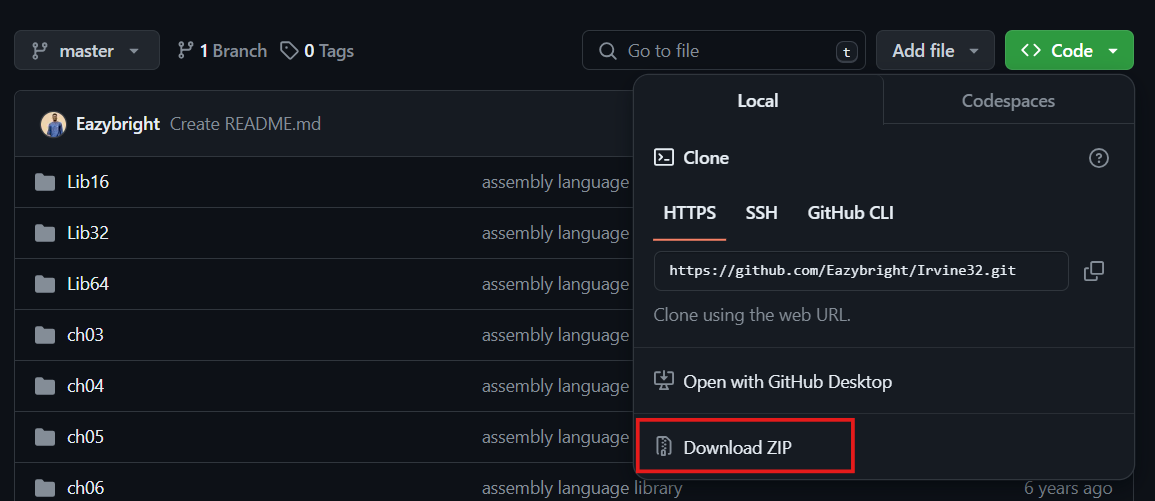 master
1 Branch
0 Tags
Go to file
t
Add file
Code
Eazybright Create README.md
Local
Codespaces
Clone
HTTPS
SSH
GitHub CLI
https://github.com/Eazybright/Irvine32.git
Clone using the web URL.
Open with GitHub Desktop
Download ZIP
Lib16
assembly language
Lib32
assembly language
Lib64
assembly language
ch03
assembly language
ch04
assembly language
ch05
assembly language
ch06
assembly language library
6 years ago